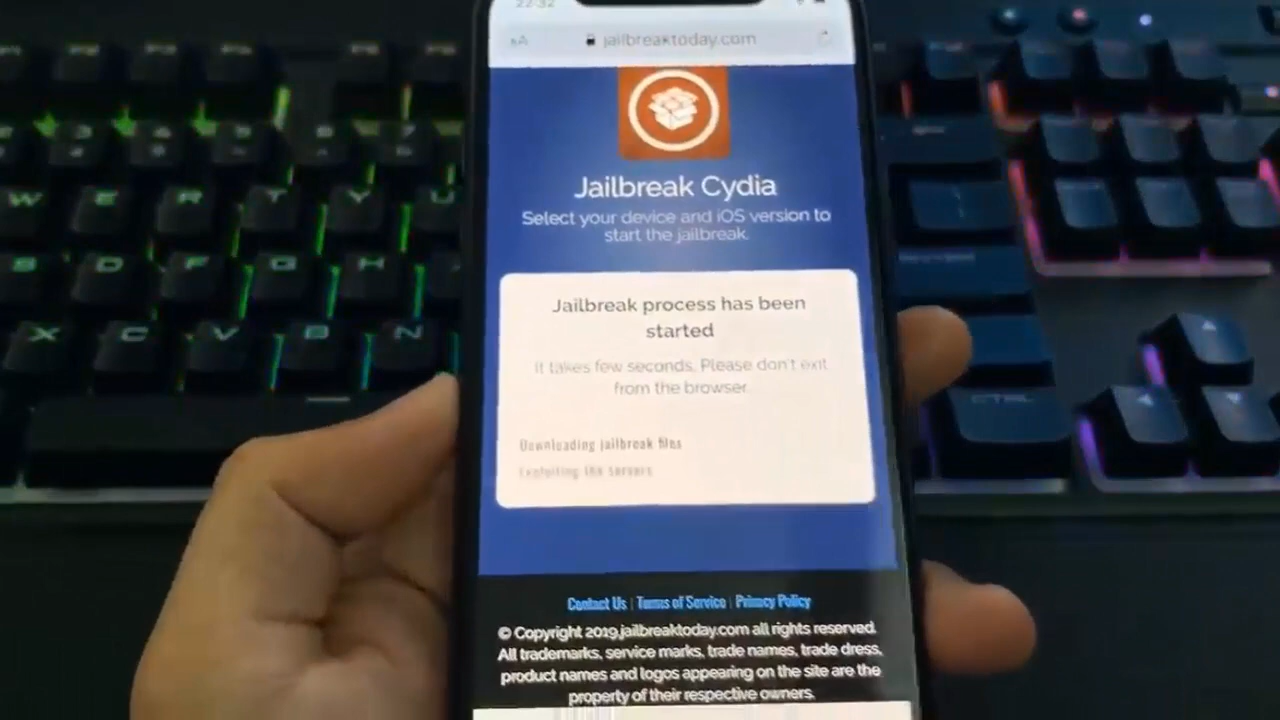 22:32
AA
jailbreaktoday.com
Jailbreak Cydia
Select your device and iOS version to
start the jailbreak.
Jailbreak process has been
started
It takes few seconds. Please don't exit
from the browser
Downloading jailbreak files
Exploiting the servers
Contact Us | Terms of Service | Privacy Policy
© Copyright 2019 jailbreaktoday.com all rights reserved.
All trademarks, service marks, trade names, trade dress,
product names and logos appearing on the site are the
property of their respective owners.
W E R T Y U
S D F G H
X C V B N
CTRL